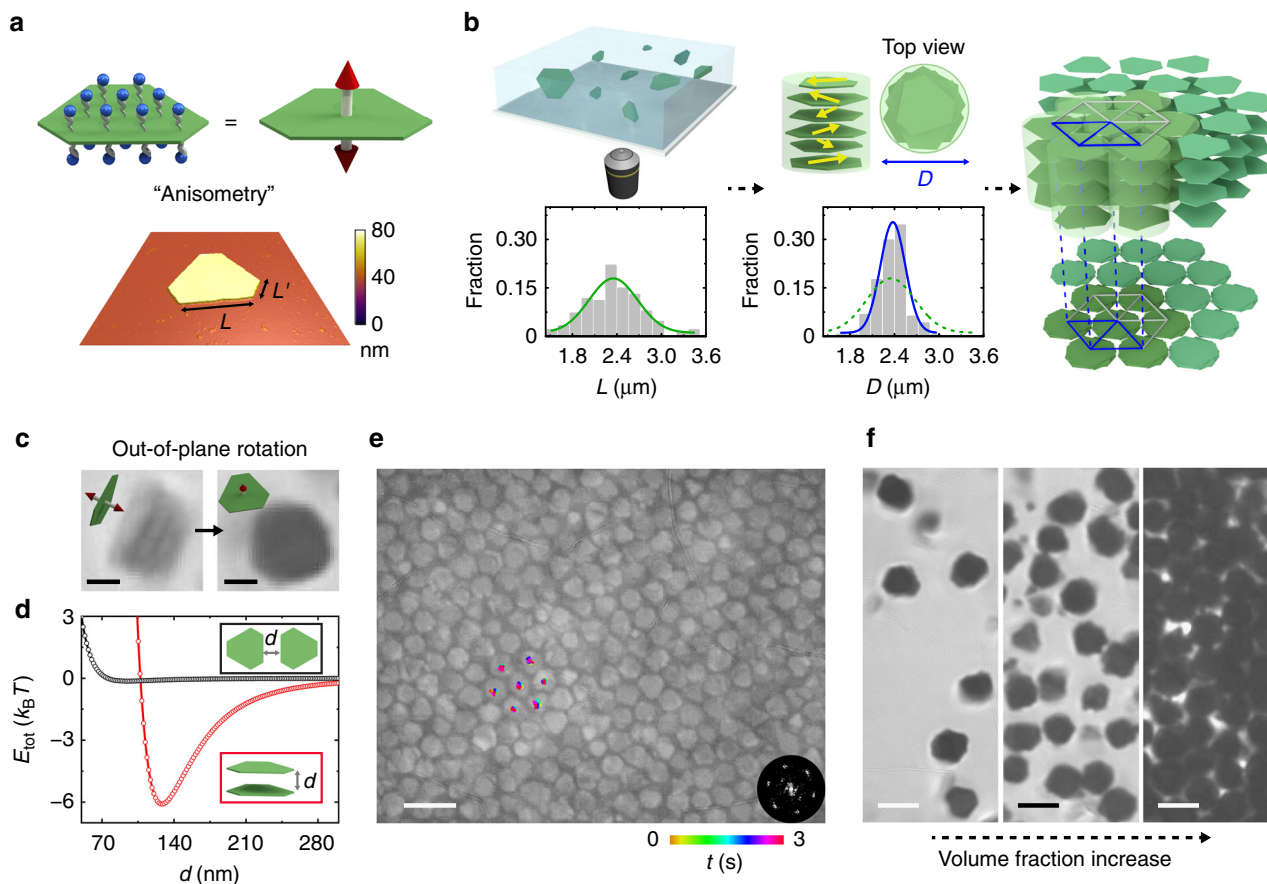 a
=
"Anisometry"
L
L'
80
40
0
nm
b
Top view
D
Fraction
0.30
0.15
0
1.8 2.4 3.0 3.6
L (μm)
Fraction
0.30
0.15
0
1.8 2.4 3.0 3.6
D (μm)
c
Out-of-plane rotation
d
3
0
−3
−6
E_tot (k_B T)
d
d
70 140 210
d (nm)
e
0 3
t (s)
f
Volume fraction increase